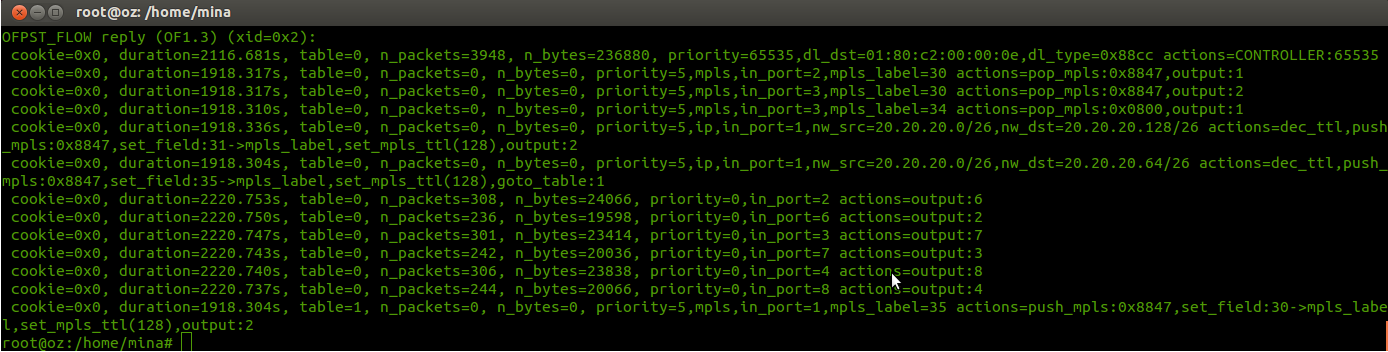 root@oz: /home/mina
OFPST_FLOW reply (OF1.3) (xid=0x2):
cookie=0x0, duration=2116.681s, table=0, n_packets=3948, n_bytes=236880, priority=65535,dl_dst=01:80:c2:00:00:0e,dl_type=0x88cc actions=CONTROLLER:65535
cookie=0x0, duration=1918.317s, table=0, n_packets=0, n_bytes=0, priority=5,mpls,in_port=2,mpls_label=30 actions=pop_mpls:0x8847,output:1
cookie=0x0, duration=1918.317s, table=0, n_packets=0, n_bytes=0, priority=5,mpls,in_port=3,mpls_label=30 actions=pop_mpls:0x8847,output:2
cookie=0x0, duration=1918.310s, table=0, n_packets=0, n_bytes=0, priority=5,mpls,in_port=3,mpls_label=34 actions=pop_mpls:0x0800,output:1
cookie=0x0, duration=1918.336s, table=0, n_packets=0, n_bytes=0, priority=5,ip,in_port=1,nw_src=20.20.20.0/26,nw_dst=20.20.20.128/26 actions=dec_ttl,push
_mpls:0x8847,set_field:31->mpls_label,set_mpls_ttl(128),output:2
cookie=0x0, duration=1918.304s, table=0, n_packets=0, n_bytes=0, priority=5,ip,in_port=1,nw_src=20.20.20.0/26,nw_dst=20.20.20.64/26 actions=dec_ttl,push_
mpls:0x8847,set_field:35->mpls_label,set_mpls_ttl(128),goto_table:1
cookie=0x0, duration=2220.753s, table=0, n_packets=308, n_bytes=24066, priority=0,in_port=2 actions=output:6
cookie=0x0, duration=2220.750s, table=0, n_packets=236, n_bytes=19598, priority=0,in_port=6 actions=output:2
cookie=0x0, duration=2220.747s, table=0, n_packets=301, n_bytes=23414, priority=0,in_port=3 actions=output:7
cookie=0x0, duration=2220.743s, table=0, n_packets=242, n_bytes=20036, priority=0,in_port=7 actions=output:3
cookie=0x0, duration=2220.740s, table=0, n_packets=306, n_bytes=23838, priority=0,in_port=4 actions=output:8
cookie=0x0, duration=2220.737s, table=0, n_packets=244, n_bytes=20066, priority=0,in_port=8 actions=output:4
cookie=0x0, duration=1918.304s, table=1, n_packets=0, n_bytes=0, priority=5,mpls,in_port=1,mpls_label=35 actions=push_mpls:0x8847,set_field:30->mpls_labe
l,set_mpls_ttl(128),output:2
root@oz:/home/mina#